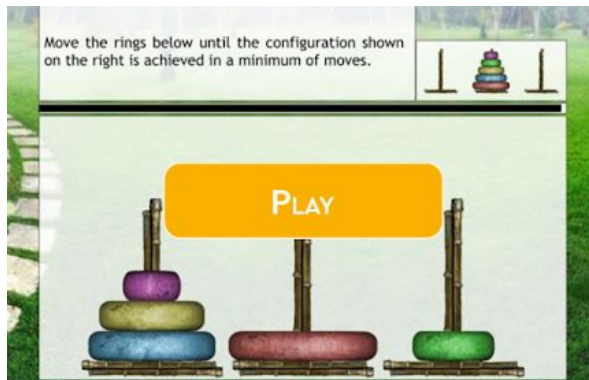 Move the rings below until the configuration shown
on the right is achieved in a minimum of moves.
PLAY